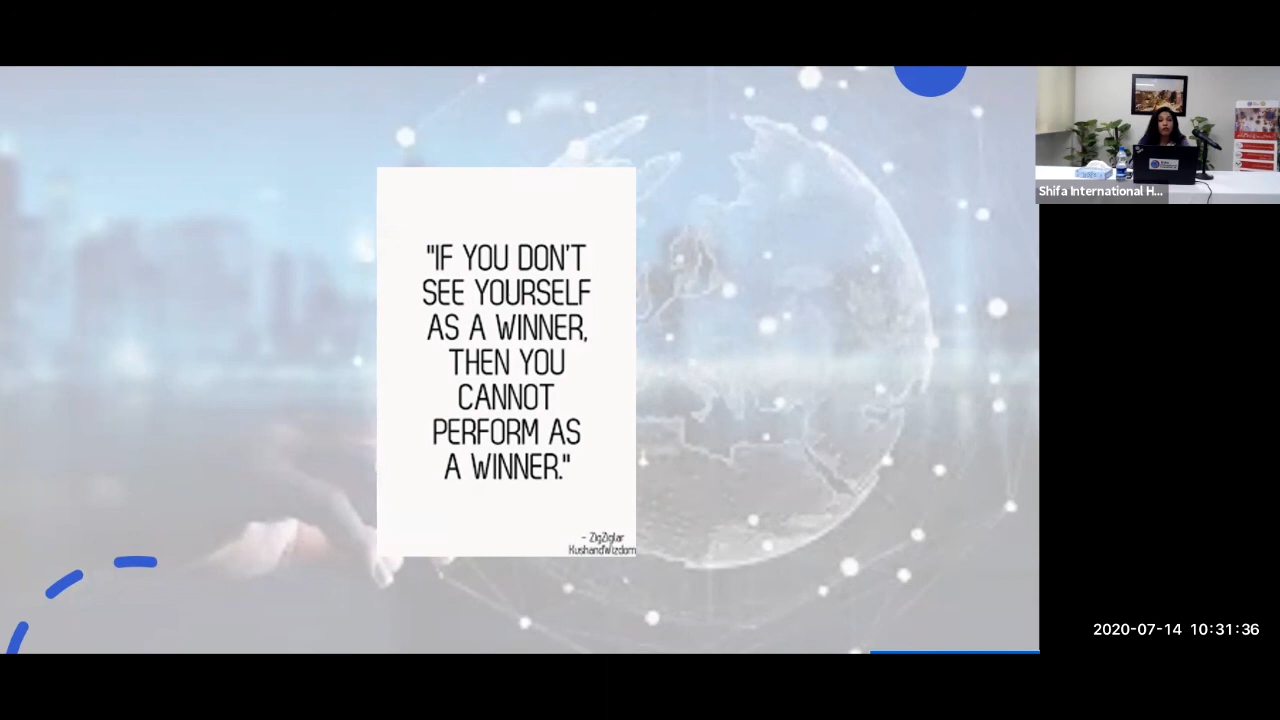 "IF YOU DON'T
SEE YOURSELF
AS A WINNER,
THEN YOU
CANNOT
PERFORM AS
A WINNER."
- ZigZiglar
KushandWizdom
Shifa International H...
2020-07-14 10:31:36